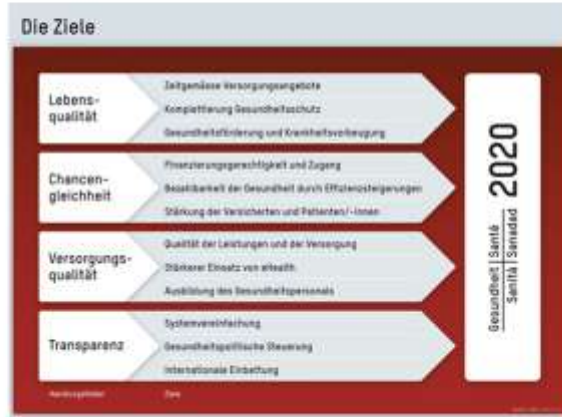 Die Ziele
Lebens-
qualität
Zeitgemässe Versorgungsangebote
Komplettierung Gesundheitsschutz
Gesundheitsförderung und Krankheitsvorbeugung
Chancen-
gleichheit
Finanzierungsgerechtigkeit und Zugang
Bezahlbarkeit der Gesundheit durch Effizienzsteigerungen
Stärkung der Versicherten und Patienten/-innen
Versorgungs-
qualität
Qualität der Leistungen und der Versorgung
Stärkerer Einsatz von eHealth
Ausbildung des Gesundheitspersonals
Transparenz
Systemvereinfachung
Gesundheitspolitische Steuerung
Internationale Einbettung
Handlungsfelder
Ziele
Gesundheit Santé
Sanità Sanadad
2020